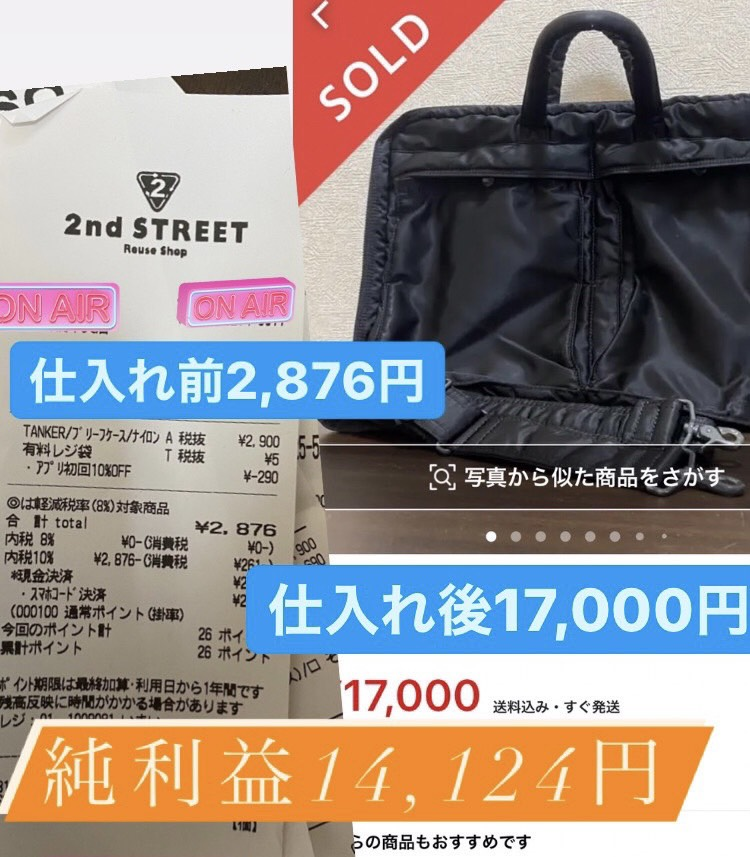 SOLD
2nd STREET
Reuse Shop
ON AIR
ON AIR
仕入れ前2,876円
TANKER/ブリーフケース/ナイロン A 税抜 ¥2,900
有料レジ袋 T 税抜 ¥5
・アプリ初回10%OFF ¥-290
◎は軽減税率(8%)対象商品
合 計 total ¥2,876
内税 8% ¥0-(消費税 ¥0-)
内税10% ¥2,876-(消費税 ¥261
*現金決済
・スマホコード決済
(000100 通常ポイント(掛率)
今回のポイント計 26 ポイント
累計ポイント 26 ポイント
ポイント期限は最終加算・利用日から1年間です
残高反映に時間がかかる場合があります
写真から似た商品をさがす
仕入れ後17,000円
17,000 送料込み・すぐ発送
純利益14,124円
らの商品もおすすめです